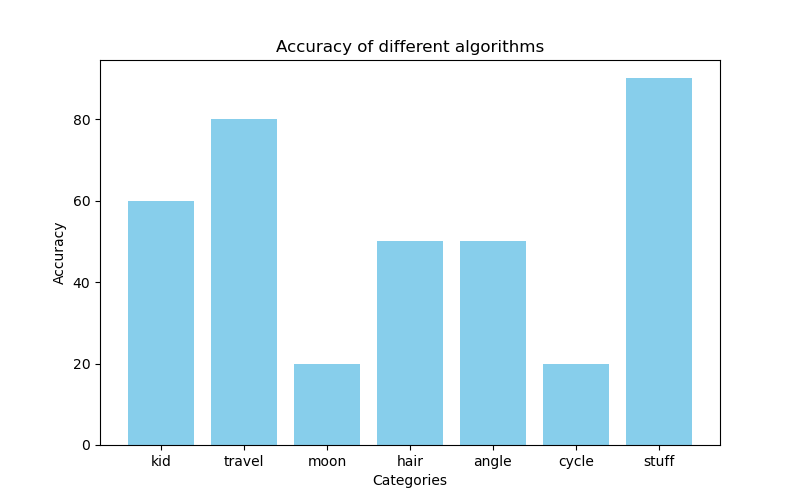 Accuracy of different algorithms
Accuracy
80
60
40
20
0
kid travel moon hair angle cycle stuff
Categories